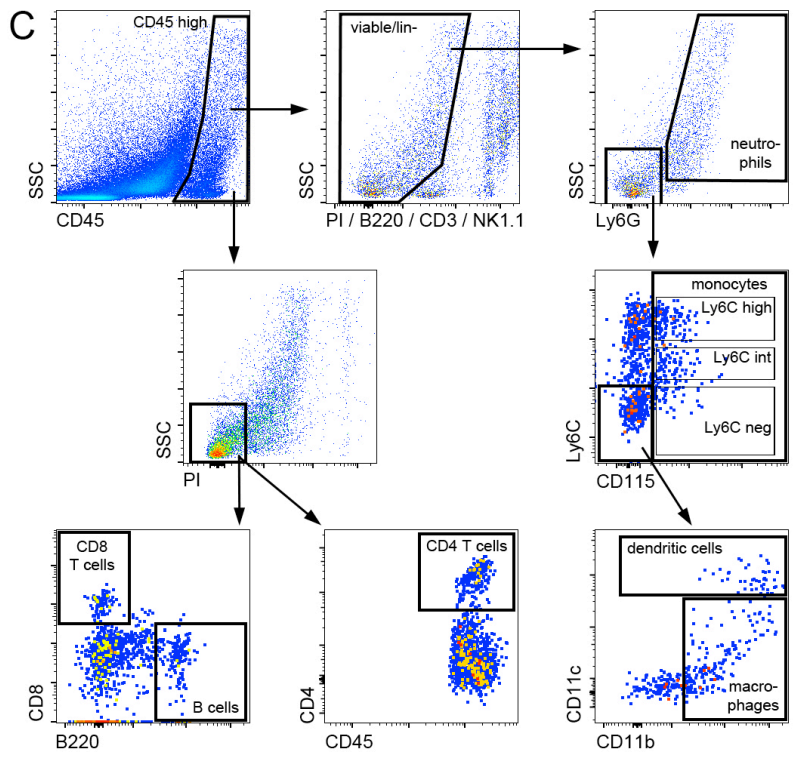 C
CD45 high
SSC
CD45
viable/lin-
SSC
PI / B220 / CD3 / NK1.1
neutro-
phils
SSC
Ly6G
SSC
PI
monocytes
Ly6C high
Ly6C int
Ly6C neg
Ly6C
CD115
CD8
T cells
B cells
CD8
B220
CD4 T cells
CD4
CD45
dendritic cells
macro-
phages
CD11c
CD11b